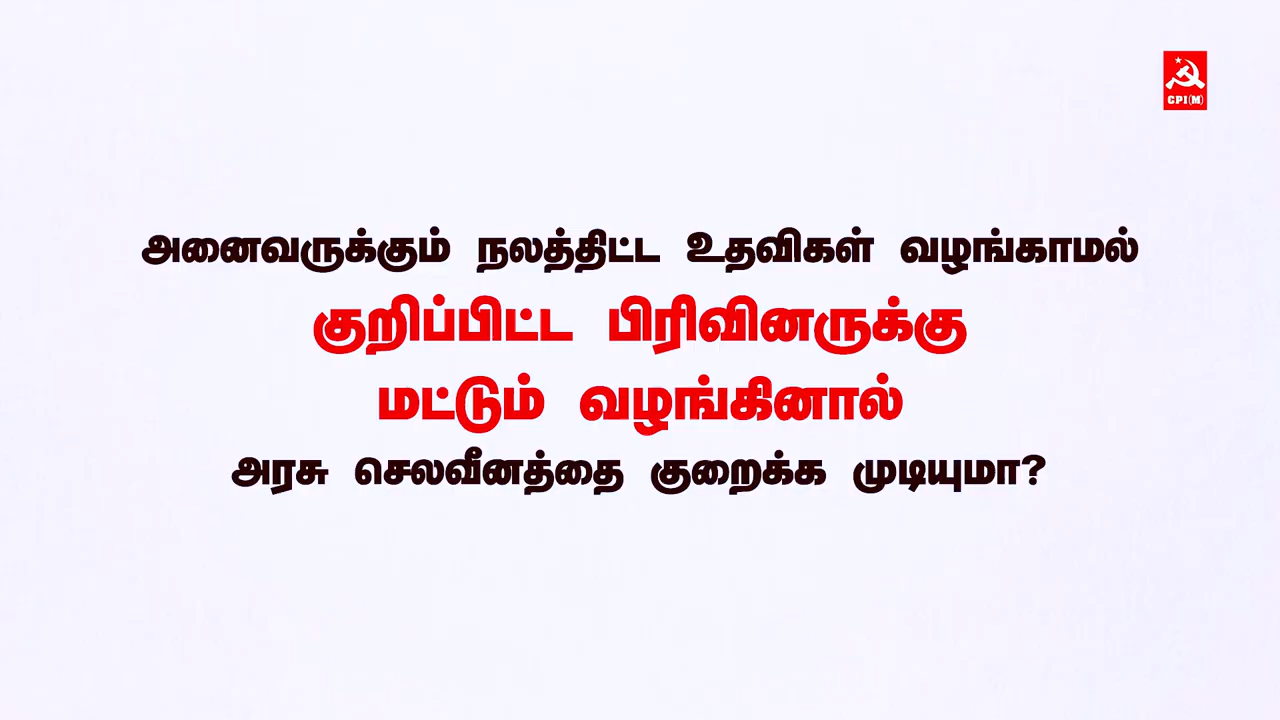 CPI(M)
அனைவருக்கும் நலத்திட்ட உதவிகள் வழங்காமல்
குறிப்பிட்ட பிரிவினருக்கு
மட்டும் வழங்கினால்
அரசு செலவீனத்தை குறைக்க முடியுமா?